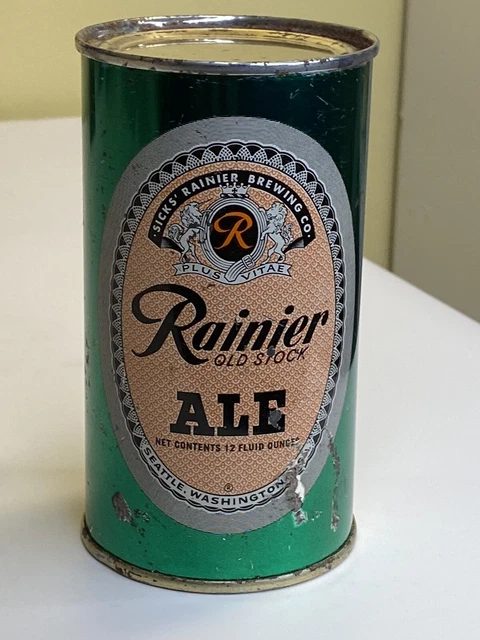 SICKS' RAINIER BREWING CO.
R
PLUS VITAE
Rainier
OLD STOCK
ALE
NET CONTENTS 12 FLUID OUNCES
SEATTLE, WASHINGTON
®